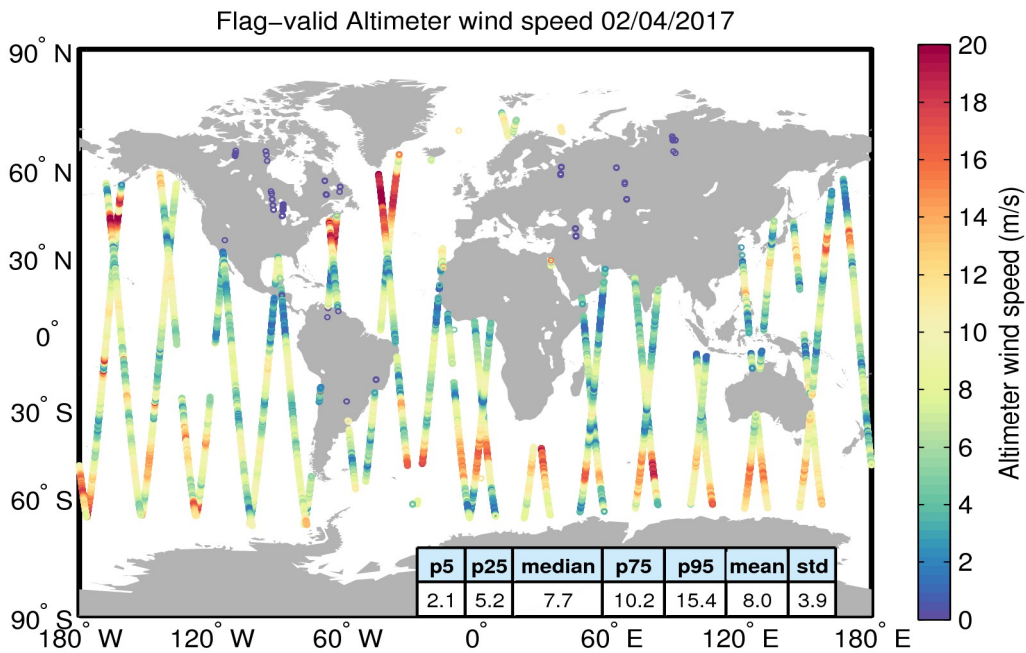 Flag−valid Altimeter wind speed 02/04/2017
90° N
60° N
30° N
0°
30° S
60° S
90° S
180° W
120° W
60° W
0°
60° E
120° E
180° E
p5 p25 median p75 p95 mean std
2.1 5.2 7.7 10.2 15.4 8.0 3.9
20
18
16
14
12
10
8
6
4
2
0
Altimeter wind speed (m/s)